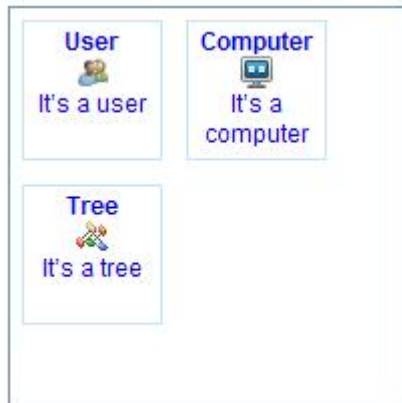 User
It's a user
Computer
It's a
computer
Tree
It's a tree